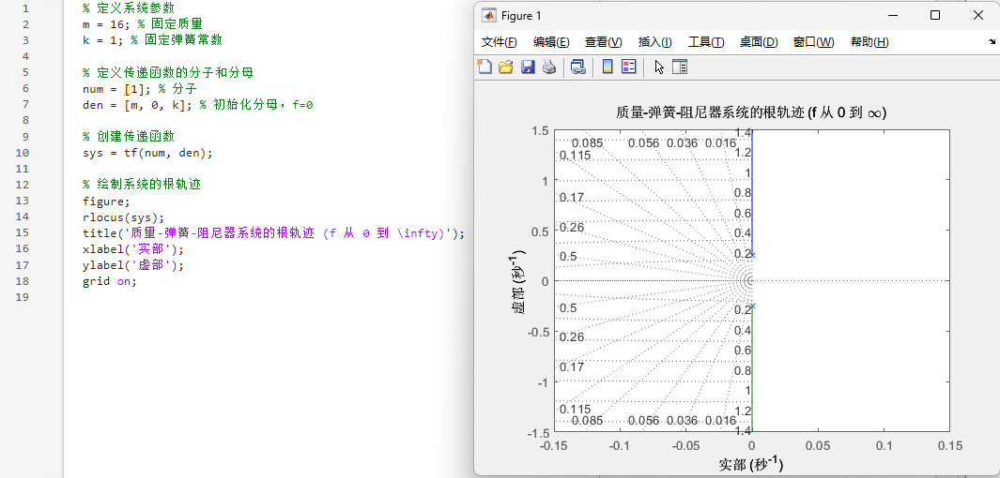 1 % 定义系统参数
2 m = 16; % 固定质量
3 k = 1; % 固定弹簧常数
4
5 % 定义传递函数的分子和分母
6 num = [1]; % 分子
7 den = [m, 0, k]; % 初始化分母，f=0
8
9 % 创建传递函数
10 sys = tf(num, den);
11
12 % 绘制系统的根轨迹
13 figure;
14 rlocus(sys);
15 title('质量-弹簧-阻尼器系统的根轨迹 (f 从 0 到 \infty)');
16 xlabel('实部');
17 ylabel('虚部');
18 grid on;
19
Figure 1
文件(F) 编辑(E) 查看(V) 插入(I) 工具(T) 桌面(D) 窗口(W) 帮助(H)
质量-弹簧-阻尼器系统的根轨迹 (f 从 0 到 ∞)
1.5
1
0.5
0
-0.5
-1
-1.5
虚部 (秒⁻¹)
0.085 0.056 0.036 0.016
0.115
0.17
0.26
0.5
0.5
0.26
0.17
0.115
0.085 0.056 0.036 0.016
1.4
1.2
1
0.8
0.6
0.4
0.2
0.2
0.4
0.6
0.8
1
1.2
1.4
-0.15 -0.1 -0.05 0 0.05 0.1 0.15
实部 (秒⁻¹)